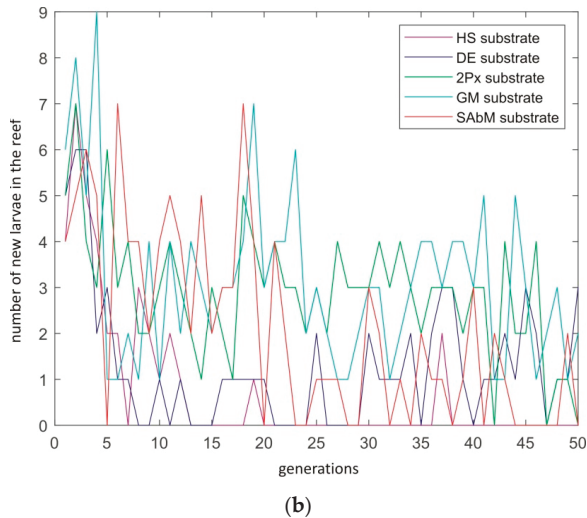 9
8
7
6
5
4
3
2
1
0
number of new larvae in the reef
HS substrate
DE substrate
2Px substrate
GM substrate
SAbM substrate
0 5 10 15 20 25 30 35 40 45 50
generations
(b)